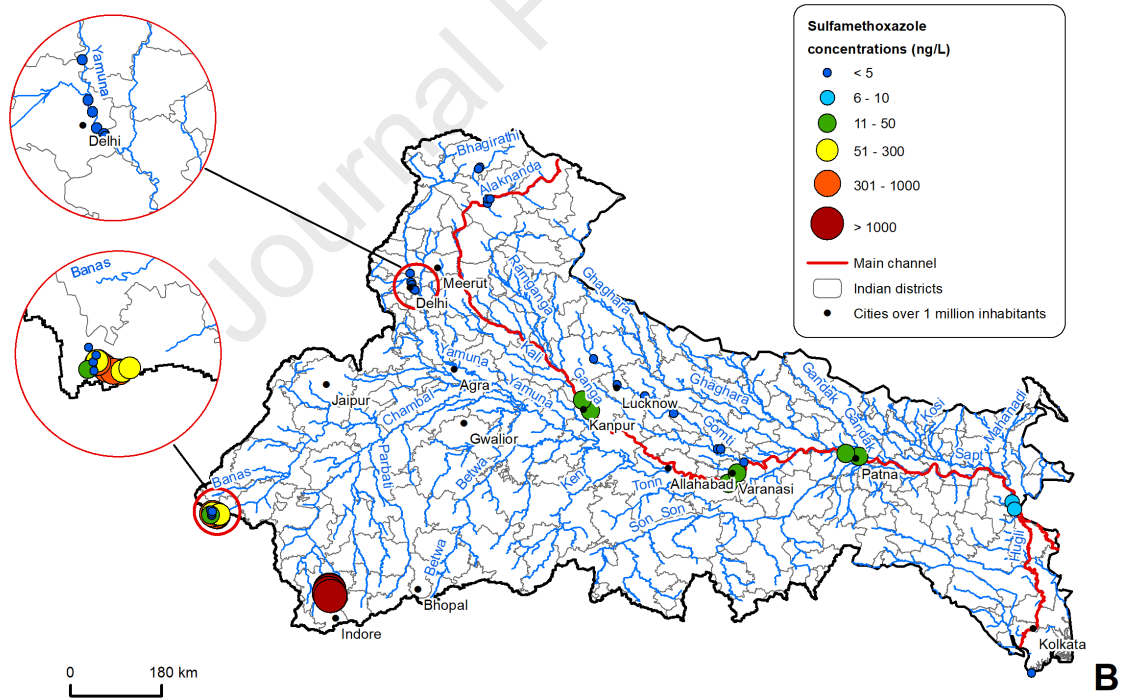 Sulfamethoxazole
concentrations (ng/L)
< 5
6 - 10
11 - 50
51 - 300
301 - 1000
> 1000
Main channel
Indian districts
Cities over 1 million inhabitants
Journal P
Yamuna
Delhi
Banas
Bhagirathi
Alaknanda
Meerut
Delhi
Ramganga
Ghaghara
Kali
Ganga
Yamuna
Agra
Yamuna
Jaipur
Chambal
Gwalior
Lucknow
Kanpur
Ghaghara
Gomti
Gandak
Gandak
Kosi
Mahanadi
Sapt
Patna
Parbati
Betwa
Ken
Tonn
Allahabad
Varanasi
Son
Son
Banas
Betwa
Bhopal
Indore
Hugli
Kolkata
0
180 km
B